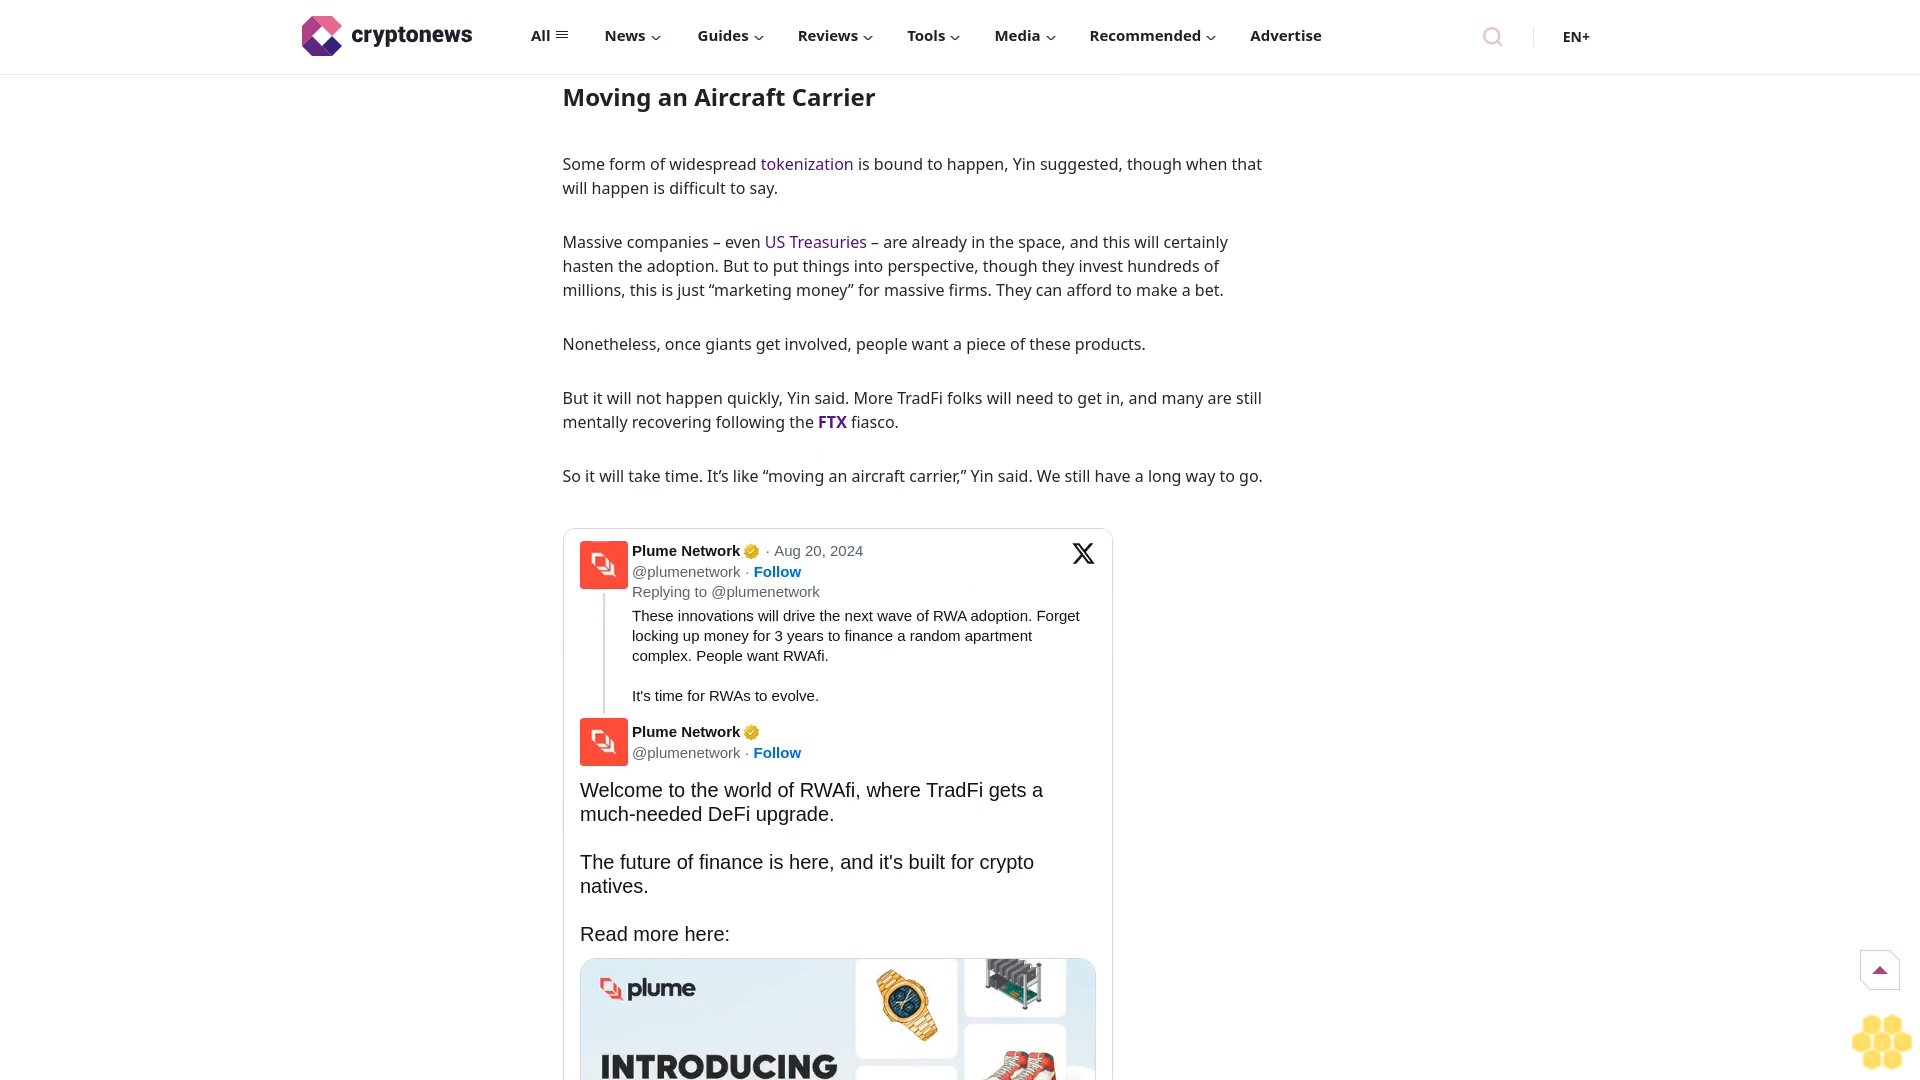 cryptonews
All
News
Guides
Reviews
Tools
Media
Recommended
Advertise
EN+
Moving an Aircraft Carrier
Some form of widespread tokenization is bound to happen, Yin suggested, though when that
will happen is difficult to say.
Massive companies – even US Treasuries – are already in the space, and this will certainly
hasten the adoption. But to put things into perspective, though they invest hundreds of
millions, this is just “marketing money” for massive firms. They can afford to make a bet.
Nonetheless, once giants get involved, people want a piece of these products.
But it will not happen quickly, Yin said. More TradFi folks will need to get in, and many are still
mentally recovering following the FTX fiasco.
So it will take time. It’s like “moving an aircraft carrier,” Yin said. We still have a long way to go.
Plume Network · Aug 20, 2024
@plumenetwork · Follow
Replying to @plumenetwork
These innovations will drive the next wave of RWA adoption. Forget
locking up money for 3 years to finance a random apartment
complex. People want RWAfi.
It's time for RWAs to evolve.
Plume Network
@plumenetwork · Follow
Welcome to the world of RWAfi, where TradFi gets a
much-needed DeFi upgrade.
The future of finance is here, and it's built for crypto
natives.
Read more here:
plume
INTRODUCING